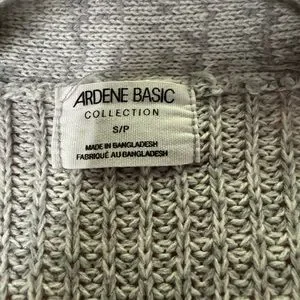 ARDENE BASIC
COLLECTION
S/P
MADE IN BANGLADESH
FABRIQUÉ AU BANGLADESH